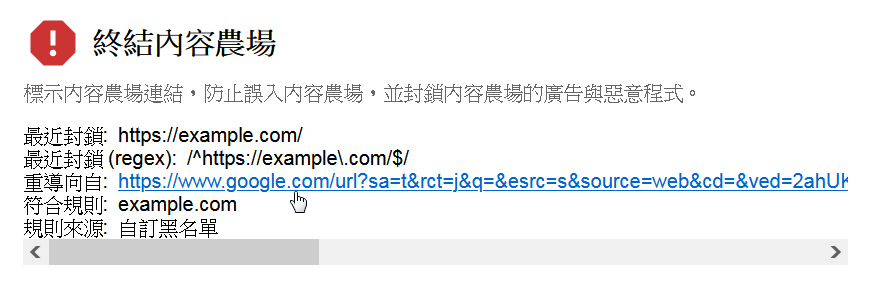 終結內容農場
標示內容農場連結，防止誤入內容農場，並封鎖內容農場的廣告與惡意程式。
最近封鎖: https://example.com/
最近封鎖 (regex): /^https://example\.com/$/
重導向自: https://www.google.com/url?sa=t&rct=j&q=&esrc=s&source=web&cd=&ved=2ahUK
符合規則: example.com
規則來源: 自訂黑名單